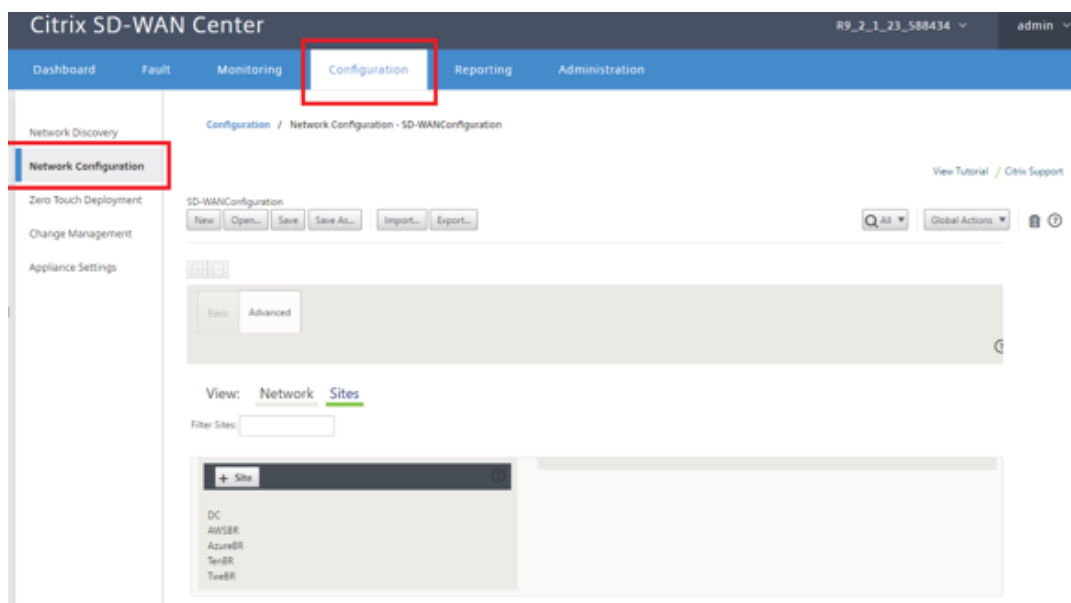 Citrix SD-WAN Center
R9_2_1_23_588434
admin
Dashboard Fault Monitoring Configuration Reporting Administration
Network Discovery
Network Configuration
Zero Touch Deployment
Change Management
Appliance Settings
Configuration / Network Configuration - SD-WANConfiguration
View Tutorial / Citrix Support
SD-WANConfiguration
New Open... Save Save As... Import... Export...
All Global Actions
Basic Advanced
View: Network Sites
Filter Sites:
+ Site
DC
AWSBR
AzureBR
TenBR
TweBR